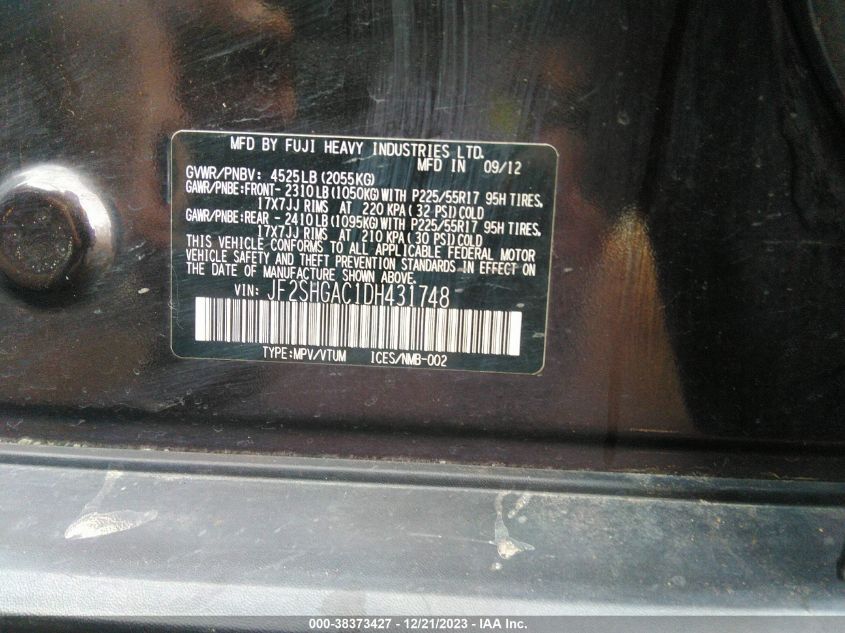 MFD BY FUJI HEAVY INDUSTRIES LTD.
MFD IN 09/12
GVWR/PNBV: 4525LB(2055KG)
GAWR/PNBE:FRONT- 2310LB(1050KG)WITH P225/55R17 95H TIRES,
17X7JJ RIMS AT 220 KPA(32 PSI)COLD
GAWR/PNBE:REAR -2410LB(1095KG)WITH P225/55R17 95H TIRES,
17X7JJ RIMS AT 210 KPA(30 PSI)COLD
THIS VEHICLE CONFORMS TO ALL APPLICABLE FEDERAL MOTOR
VEHICLE SAFETY AND THEFT PREVENTION STANDARDS IN EFFECT ON
THE DATE OF MANUFACTURE SHOWN ABOVE.
VIN: JF2SHGAC1DH431748
TYPE:MPV/VTUM ICES/NMB-002
000-38373427 - 12/21/2023 - IAA Inc.